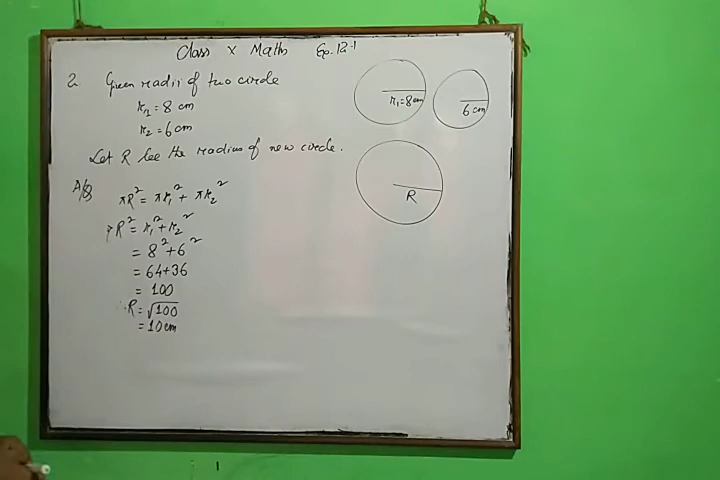 Class X Maths Ex. 12.1
2. Given radii of two circle
r₁ = 8 cm
r₂ = 6 cm
Let R be the radius of new circle.
A/Q
πR² = πr₁² + πr₂²
⇒ R² = r₁² + r₂²
= 8² + 6²
= 64+36
= 100
∴ R = √100
= 10 cm
r₁ = 8 cm
6 cm
R